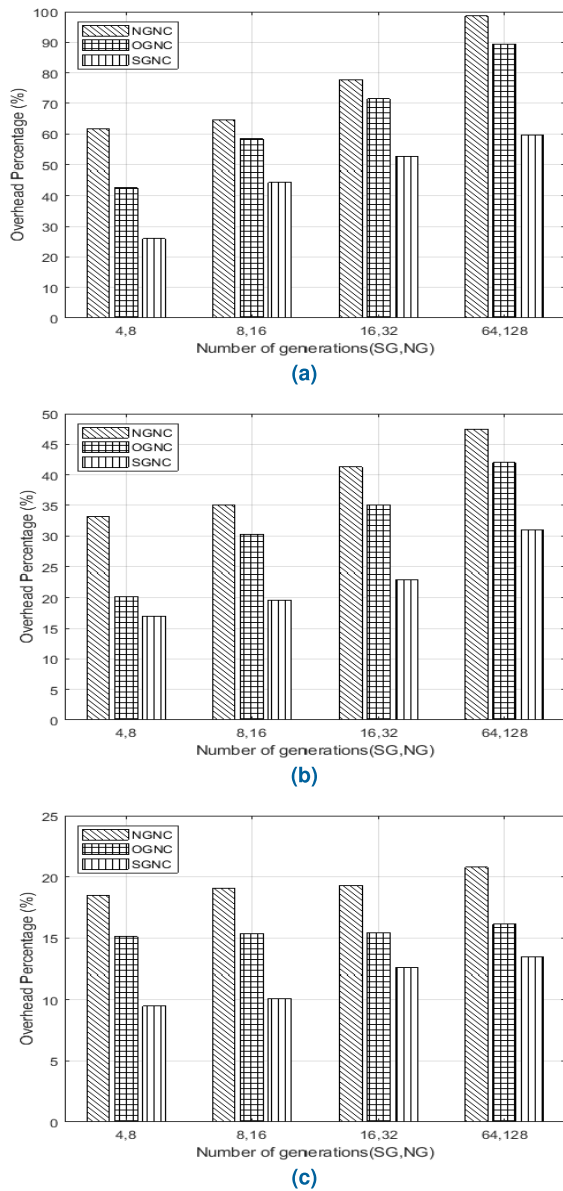 100
90
80
70
60
50
40
30
20
10
0
Overhead Percentage (%)
NGNC
OGNC
SGNC
4,8
8,16
16,32
64,128
Number of generations(SG,NG)
(a)
50
45
40
35
30
25
20
15
10
5
0
Overhead Percentage (%)
NGNC
OGNC
SGNC
4,8
8,16
16,32
64,128
Number of generations(SG,NG)
(b)
25
20
15
10
5
0
Overhead Percentage (%)
NGNC
OGNC
SGNC
4,8
8,16
16,32
64,128
Number of generations(SG,NG)
(c)